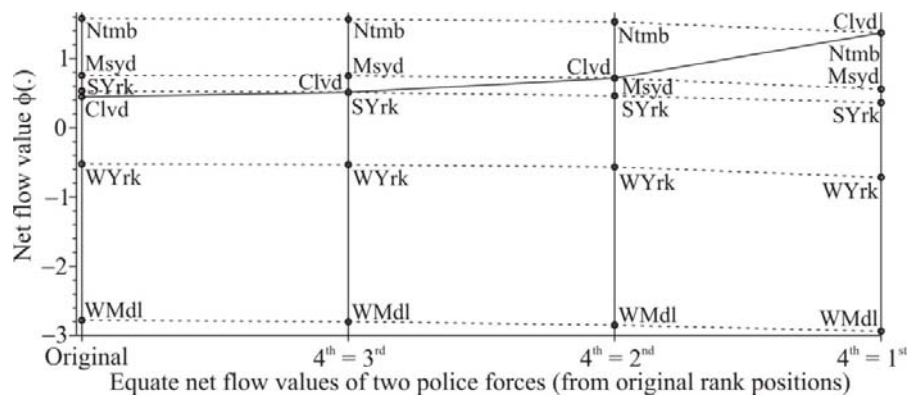 Net flow value ϕ(.)
1
0
−1
−2
−3
Ntmb
Msyd
SYrk
Clvd
WYrk
WMdl
Ntmb
Clvd
Msyd
SYrk
WYrk
WMdl
Ntmb
Clvd
Msyd
SYrk
WYrk
WMdl
Clvd
Ntmb
Msyd
SYrk
WYrk
WMdl
Original 4th = 3rd 4th = 2nd 4th = 1st
Equate net flow values of two police forces (from original rank positions)